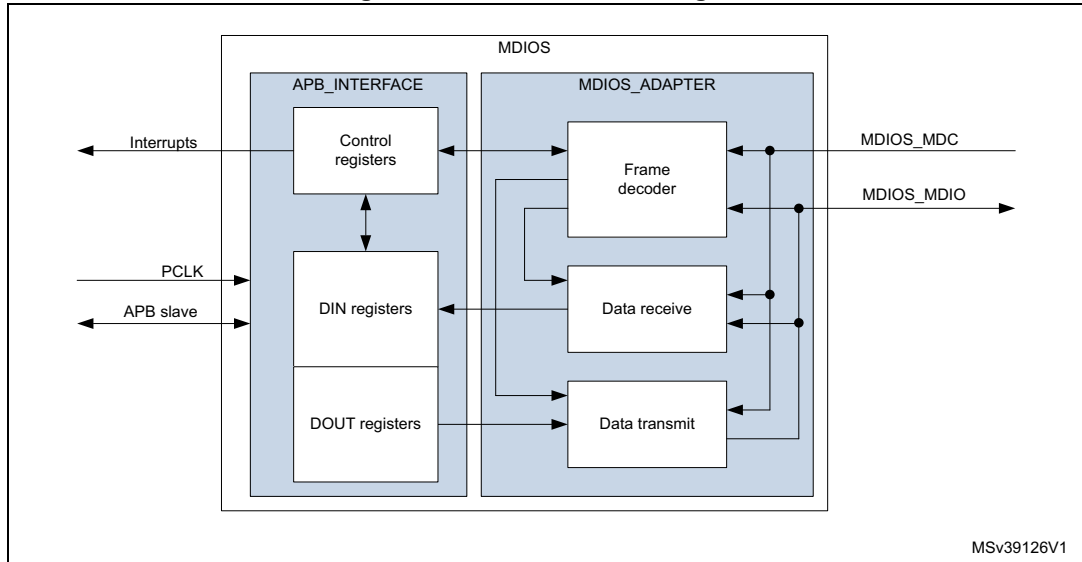 MDIOS
APB_INTERFACE
MDIOS_ADAPTER
Interrupts
Control
registers
Frame
decoder
MDIOS_MDC
MDIOS_MDIO
PCLK
APB slave
DIN registers
Data receive
DOUT registers
Data transmit
MSv39126V1